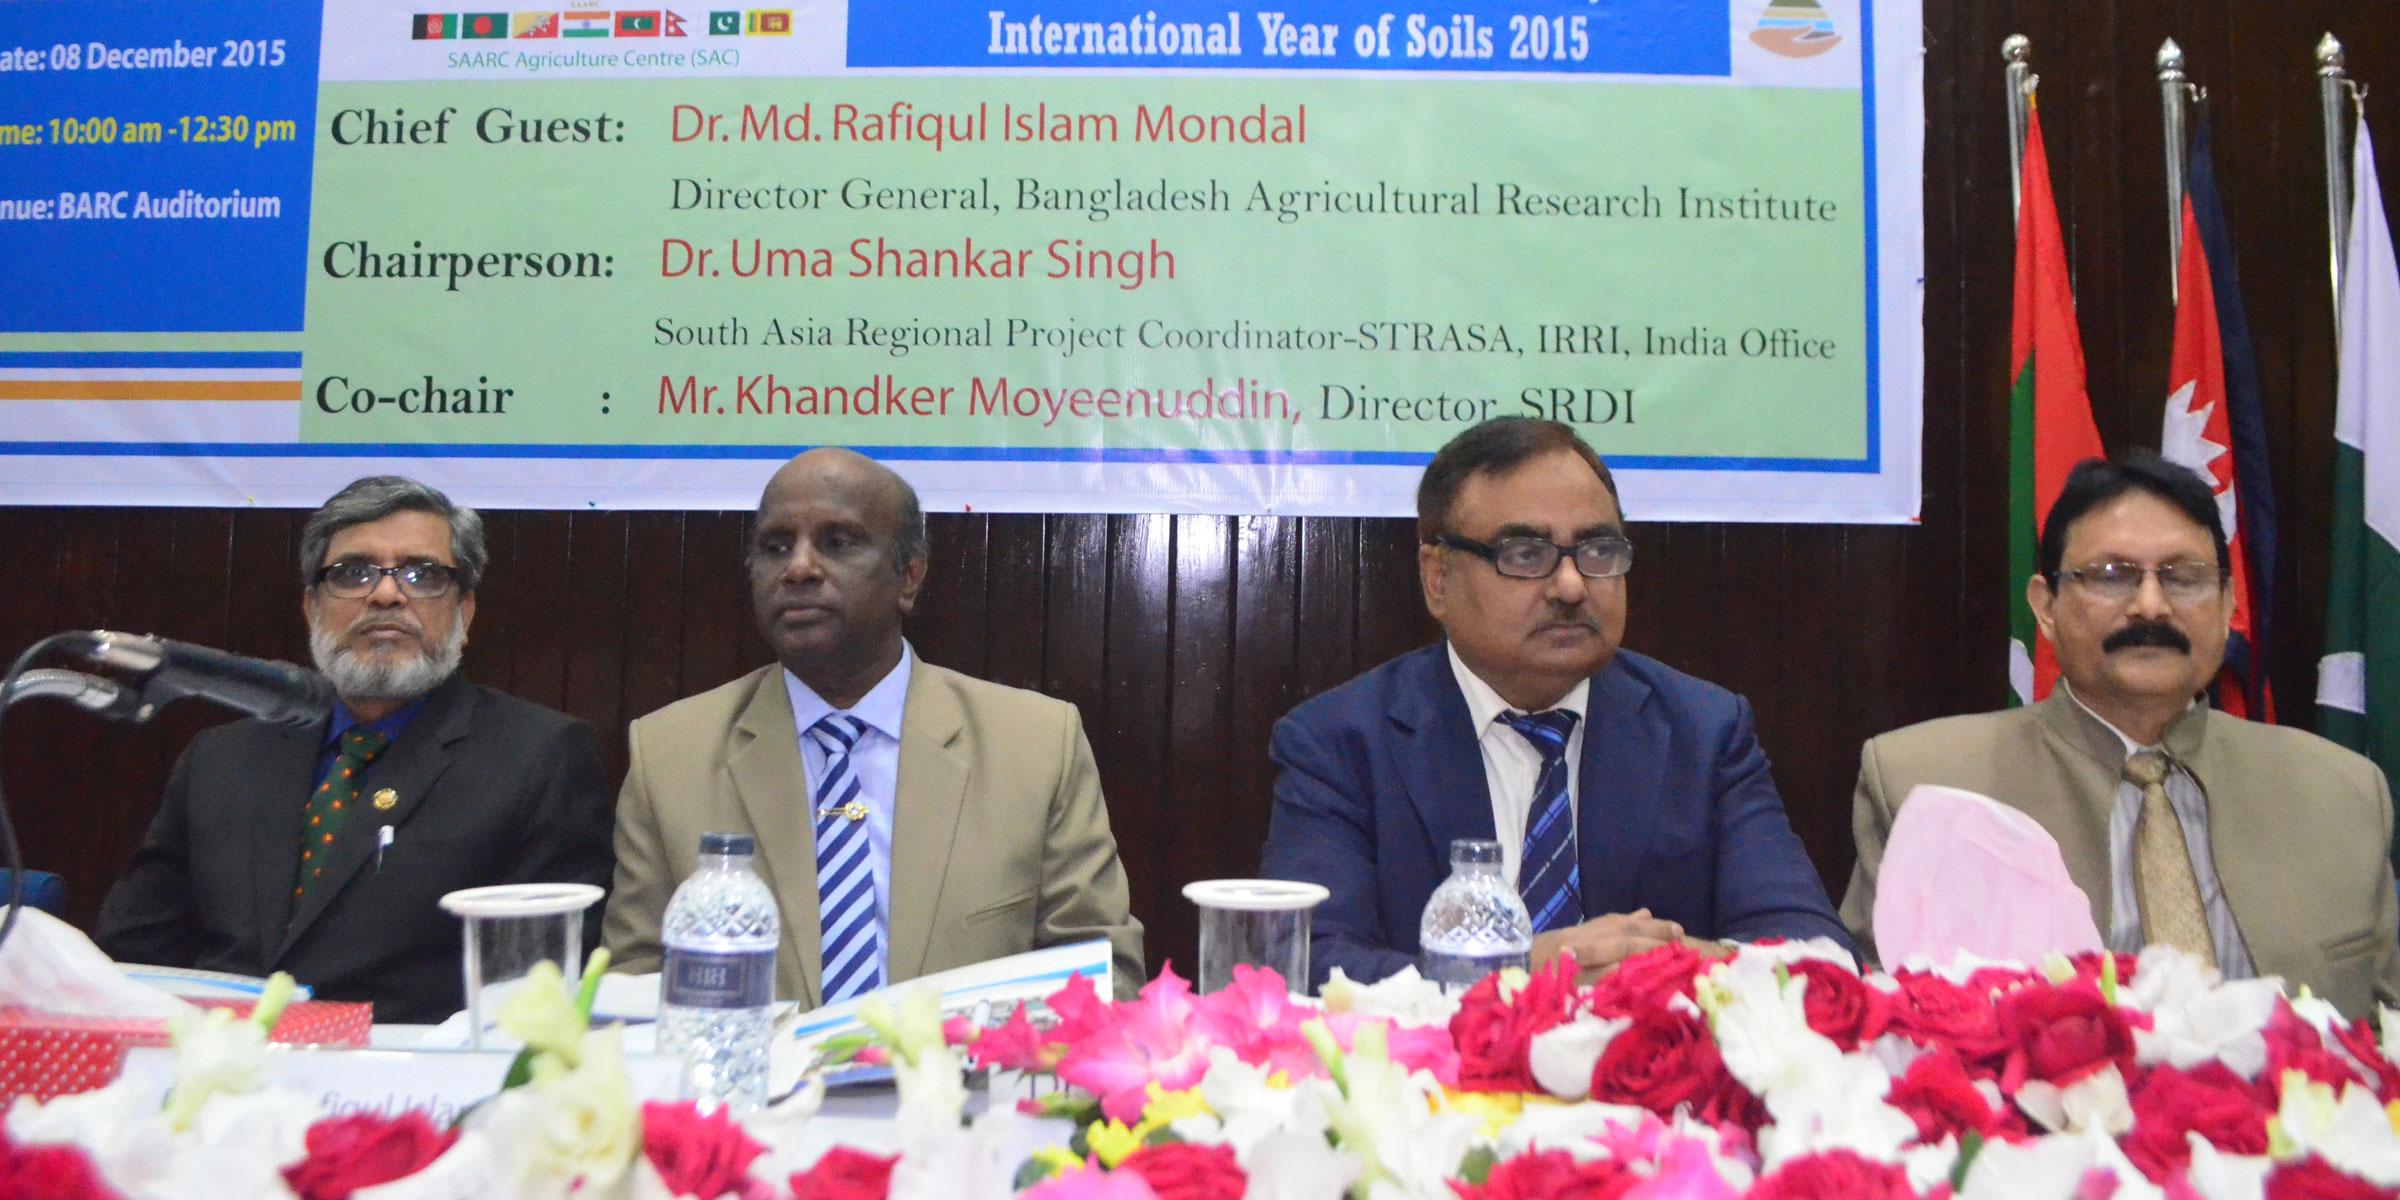 ate: 08 December 2015
me: 10:00 am -12:30 pm
nue: BARC Auditorium
SAARC
SAARC Agriculture Centre (SAC)
International Year of Soils 2015
Chief Guest: Dr. Md. Rafiqul Islam Mondal
Director General, Bangladesh Agricultural Research Institute
Chairperson: Dr. Uma Shankar Singh
South Asia Regional Project Coordinator-STRASA, IRRI, India Office
Co-chair : Mr. Khandker Moyeenuddin, Director, SRDI
fiqul Islam